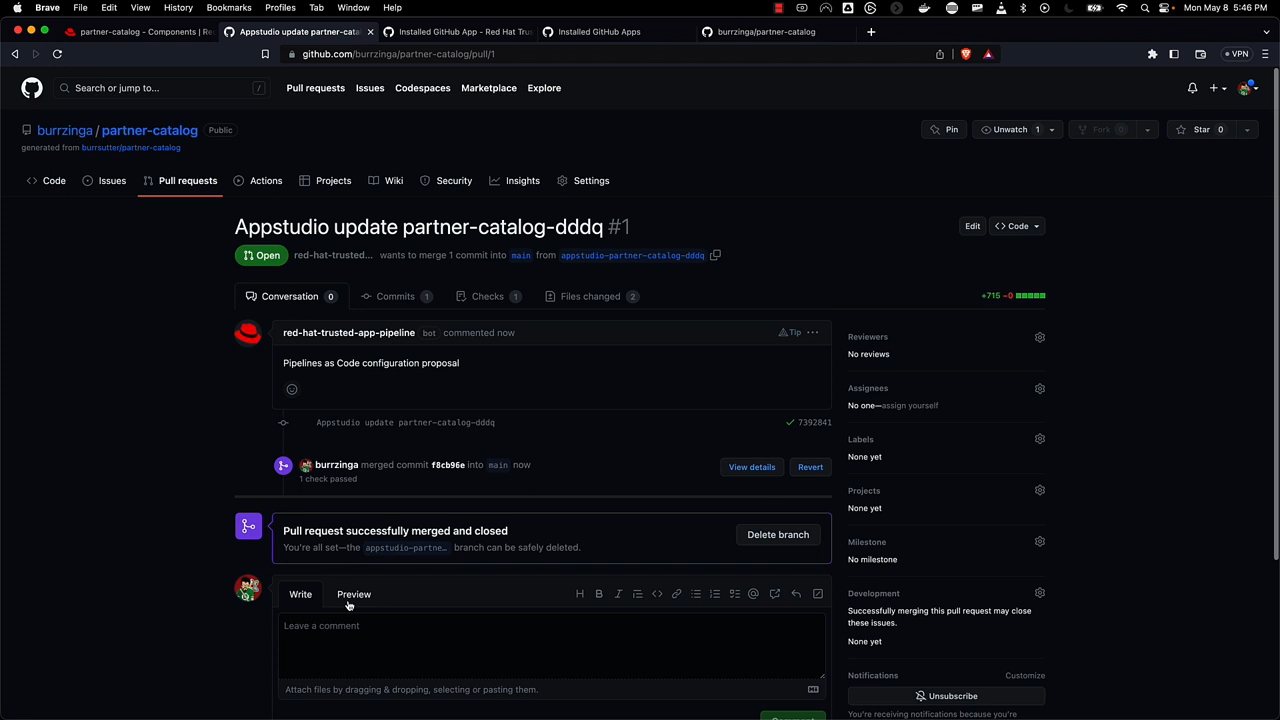 Brave File Edit View History Bookmarks Profiles Tab Window Help Mon May 8 5:46 PM
partner-catalog - Components | Re Appstudio update partner-cata Installed GitHub App - Red Hat Tru Installed GitHub Apps burrzinga/partner-catalog
github.com/burrzinga/partner-catalog/pull/1 VPN
Search or jump to... / Pull requests Issues Codespaces Marketplace Explore
burrzinga / partner-catalog Public Pin Unwatch 1 Fork 0 Star 0
generated from burrsutter/partner-catalog
Code Issues Pull requests Actions Projects Wiki Security Insights Settings
Appstudio update partner-catalog-dddq #1 Edit <> Code
Open red-hat-trusted... wants to merge 1 commit into main from appstudio-partner-catalog-dddq
Conversation 0 Commits 1 Checks 1 Files changed 2 +715 −0
red-hat-trusted-app-pipeline bot commented now Tip ...
Pipelines as Code configuration proposal
Appstudio update partner-catalog-dddq 7392841
burrzinga merged commit f8cb96e into main now View details Revert
1 check passed
Pull request successfully merged and closed Delete branch
You're all set—the appstudio-partne… branch can be safely deleted.
Write Preview
Leave a comment
Attach files by dragging & dropping, selecting or pasting them.
Comment
Reviewers
No reviews
Assignees
No one—assign yourself
Labels
None yet
Projects
None yet
Milestone
No milestone
Development
Successfully merging this pull request may close
these issues.
None yet
Notifications Customize
Unsubscribe
You're receiving notifications because you're